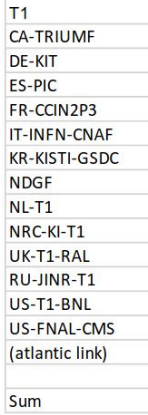 T1
CA-TRIUMF
DE-KIT
ES-PIC
FR-CCIN2P3
IT-INFN-CNAF
KR-KISTI-GSDC
NDGF
NL-T1
NRC-KI-T1
UK-T1-RAL
RU-JINR-T1
US-T1-BNL
US-FNAL-CMS
(atlantic link)
Sum